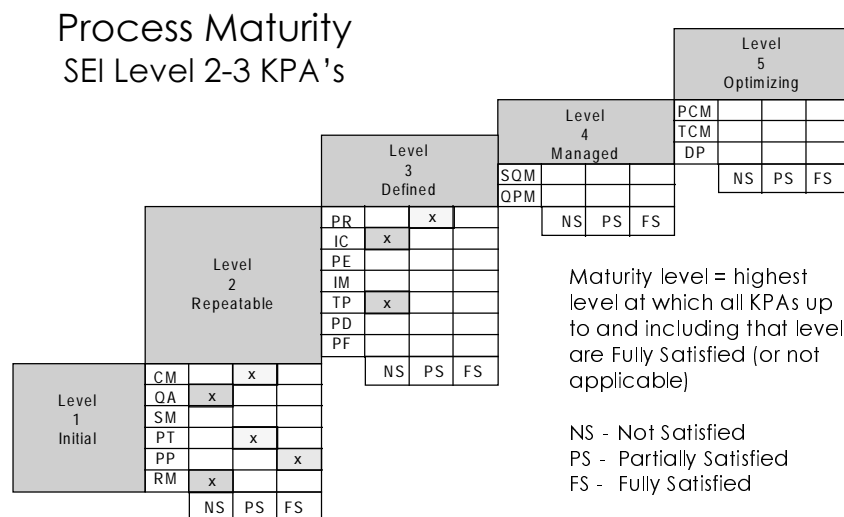 Process Maturity
SEI Level 2-3 KPA's
Level
5
Optimizing
PCM
TCM
DP
NS PS FS
Level
4
Managed
SQM
QPM
NS PS FS
Level
3
Defined
PR x
IC x
PE
IM
TP x
PD
PF
NS PS FS
Level
2
Repeatable
CM x
QA x
SM
PT x
PP x
RM x
NS PS FS
Level
1
Initial
Maturity level = highest
level at which all KPAs up
to and including that level
are Fully Satisfied (or not
applicable)
NS - Not Satisfied
PS - Partially Satisfied
FS - Fully Satisfied